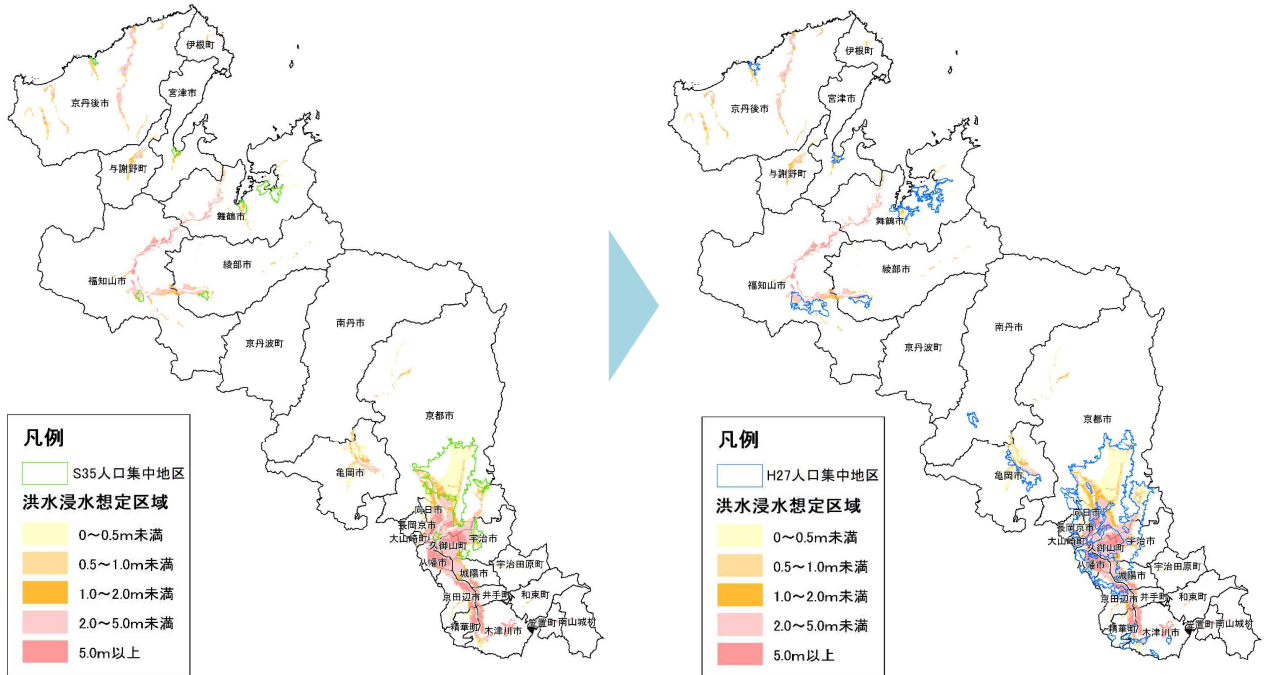 伊根町
宮津市
京丹後市
与謝野町
舞鶴市
綾部市
福知山市
南丹市
京丹波町
京都市
亀岡市
向日市
長岡京市
大山崎町
宇治市
久御山町
八幡市
宇治田原町
城陽市
京田辺市
井手町
和束町
精華町
木津川市
笠置町
南山城村
凡例
S35人口集中地区
洪水浸水想定区域
0～0.5m未満
0.5～1.0m未満
1.0～2.0m未満
2.0～5.0m未満
5.0m以上
伊根町
宮津市
京丹後市
与謝野町
舞鶴市
綾部市
福知山市
南丹市
京丹波町
京都市
亀岡市
向日市
長岡京市
大山崎町
宇治市
久御山町
八幡市
宇治田原町
城陽市
京田辺市
井手町
和束町
精華町
木津川市
笠置町
南山城村
凡例
H27人口集中地区
洪水浸水想定区域
0～0.5m未満
0.5～1.0m未満
1.0～2.0m未満
2.0～5.0m未満
5.0m以上